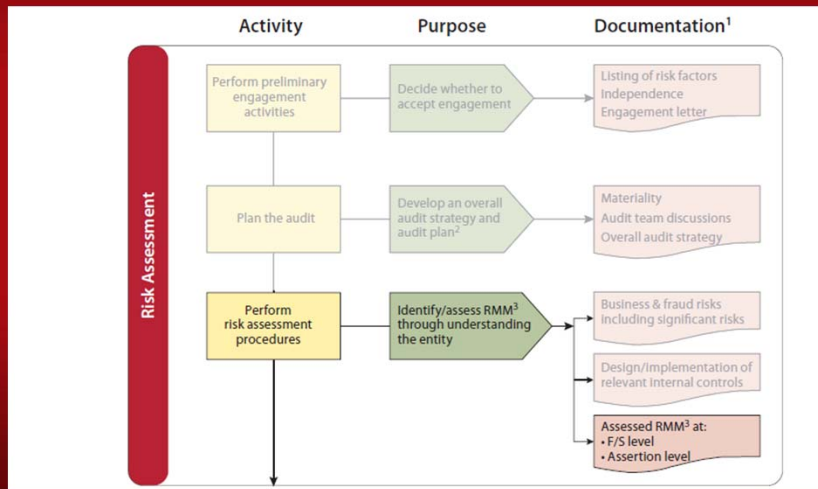 Activity
Purpose
Documentation¹
Risk Assessment
Perform preliminary
engagement
activities
Decide whether to
accept engagement
Listing of risk factors
Independence
Engagement letter
Plan the audit
Develop an overall
audit strategy and
audit plan²
Materiality
Audit team discussions
Overall audit strategy
Perform
risk assessment
procedures
Identify/assess RMM³
through understanding
the entity
Business & fraud risks
including significant risks
Design/implementation of
relevant internal controls
Assessed RMM³ at:
• F/S level
• Assertion level